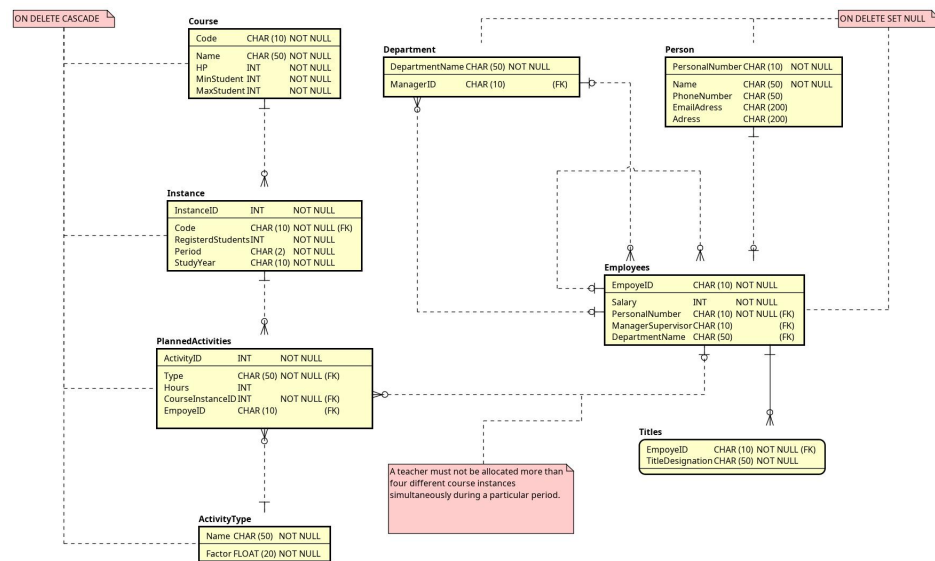 ON DELETE CASCADE
ON DELETE SET NULL
Course
Code CHAR (10) NOT NULL
Name CHAR (50) NOT NULL
HP INT NOT NULL
MinStudent INT NOT NULL
MaxStudent INT NOT NULL
Department
DepartmentName CHAR (50) NOT NULL
ManagerID CHAR (10) (FK)
Person
PersonalNumber CHAR (10) NOT NULL
Name CHAR (50) NOT NULL
PhoneNumber CHAR (50)
EmailAdress CHAR (200)
Adress CHAR (200)
Instance
InstanceID INT NOT NULL
Code CHAR (10) NOT NULL (FK)
RegisterdStudents INT NOT NULL
Period CHAR (2) NOT NULL
StudyYear CHAR (10) NOT NULL
Employees
EmpoyeID CHAR (10) NOT NULL
Salary INT NOT NULL
PersonalNumber CHAR (10) NOT NULL (FK)
ManagerSupervisor CHAR (10) (FK)
DepartmentName CHAR (50) (FK)
PlannedActivities
ActivityID INT NOT NULL
Type CHAR (50) NOT NULL (FK)
Hours INT
CourseInstanceID INT NOT NULL (FK)
EmpoyeID CHAR (10) (FK)
Titles
EmpoyeID CHAR (10) NOT NULL (FK)
TitleDesignation CHAR (50) NOT NULL
A teacher must not be allocated more than
four different course instances
simultaneously during a particular period.
ActivityType
Name CHAR (50) NOT NULL
Factor FLOAT (20) NOT NULL